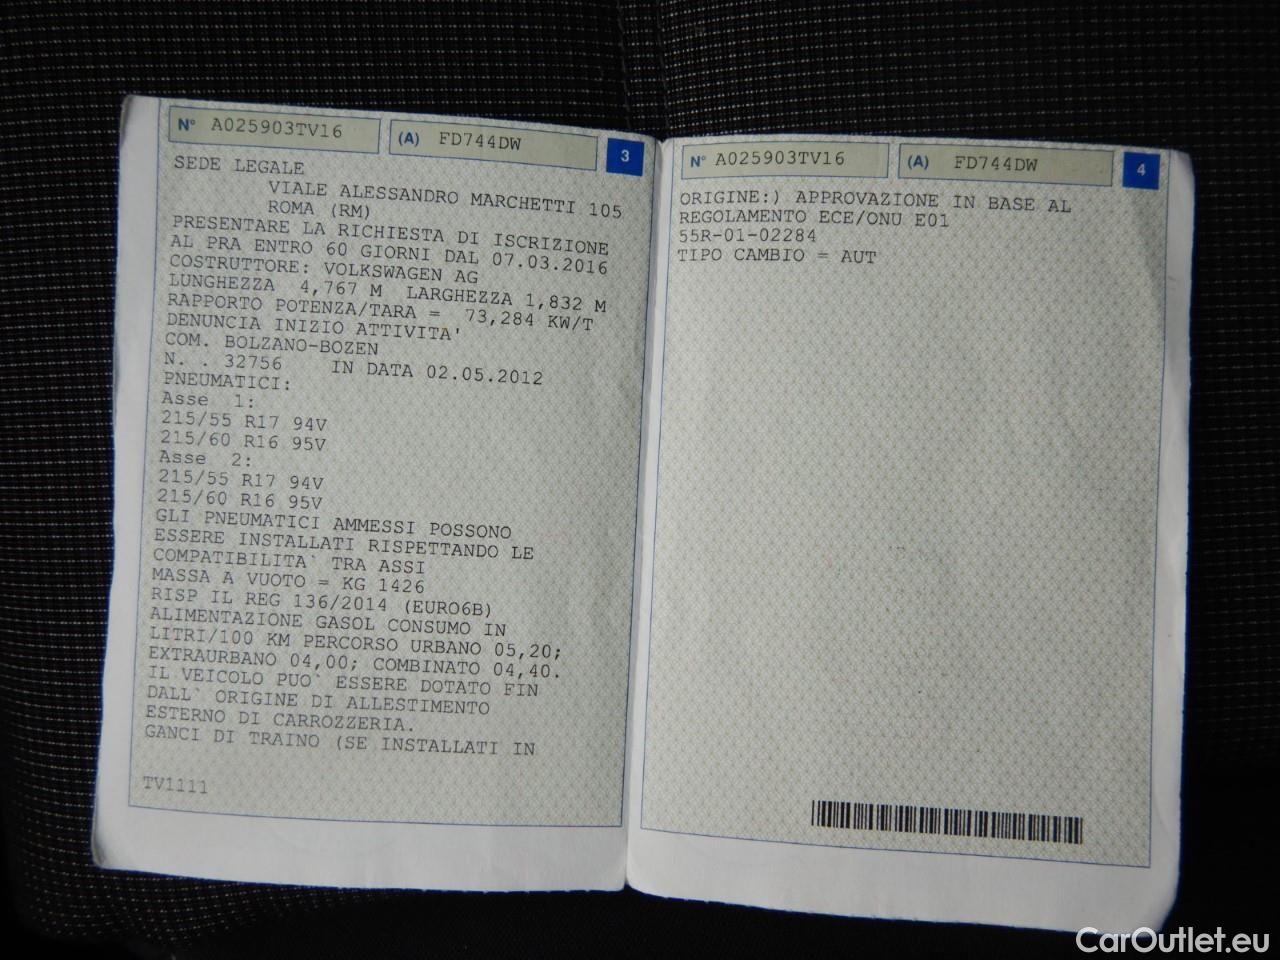 N° A025903TV16 (A) FD744DW 3
SEDE LEGALE
VIALE ALESSANDRO MARCHETTI 105
ROMA (RM)
PRESENTARE LA RICHIESTA DI ISCRIZIONE
AL PRA ENTRO 60 GIORNI DAL 07.03.2016
COSTRUTTORE: VOLKSWAGEN AG
LUNGHEZZA 4,767 M LARGHEZZA 1,832 M
RAPPORTO POTENZA/TARA = 73,284 KW/T
DENUNCIA INIZIO ATTIVITA'
COM. BOLZANO-BOZEN
N. . 32756 IN DATA 02.05.2012
PNEUMATICI:
Asse 1:
215/55 R17 94V
215/60 R16 95V
Asse 2:
215/55 R17 94V
215/60 R16 95V
GLI PNEUMATICI AMMESSI POSSONO
ESSERE INSTALLATI RISPETTANDO LE
COMPATIBILITA` TRA ASSI
MASSA A VUOTO = KG 1426
RISP IL REG 136/2014 (EURO6B)
ALIMENTAZIONE GASOL CONSUMO IN
LITRI/100 KM PERCORSO URBANO 05,20;
EXTRAURBANO 04,00; COMBINATO 04,40.
IL VEICOLO PUO` ESSERE DOTATO FIN
DALL` ORIGINE DI ALLESTIMENTO
ESTERNO DI CARROZZERIA.
GANCI DI TRAINO (SE INSTALLATI IN
TV1111
N° A025903TV16 (A) FD744DW 4
ORIGINE:) APPROVAZIONE IN BASE AL
REGOLAMENTO ECE/ONU E01
55R-01-02284
TIPO CAMBIO = AUT
CarOutlet.eu